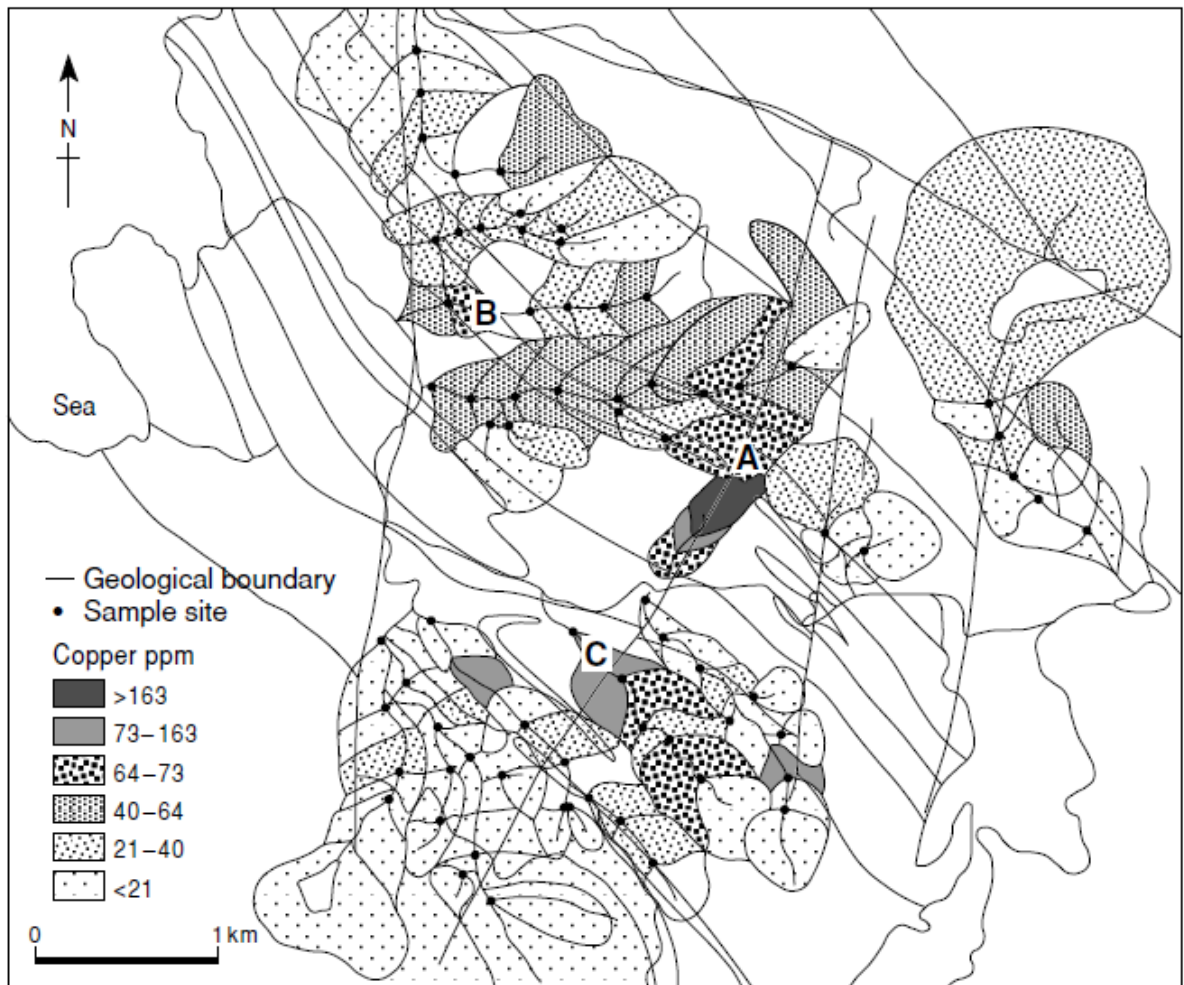 N
B
Sea
A
— Geological boundary
• Sample site
Copper ppm
>163
73–163
64–73
40–64
21–40
<21
C
0 1 km